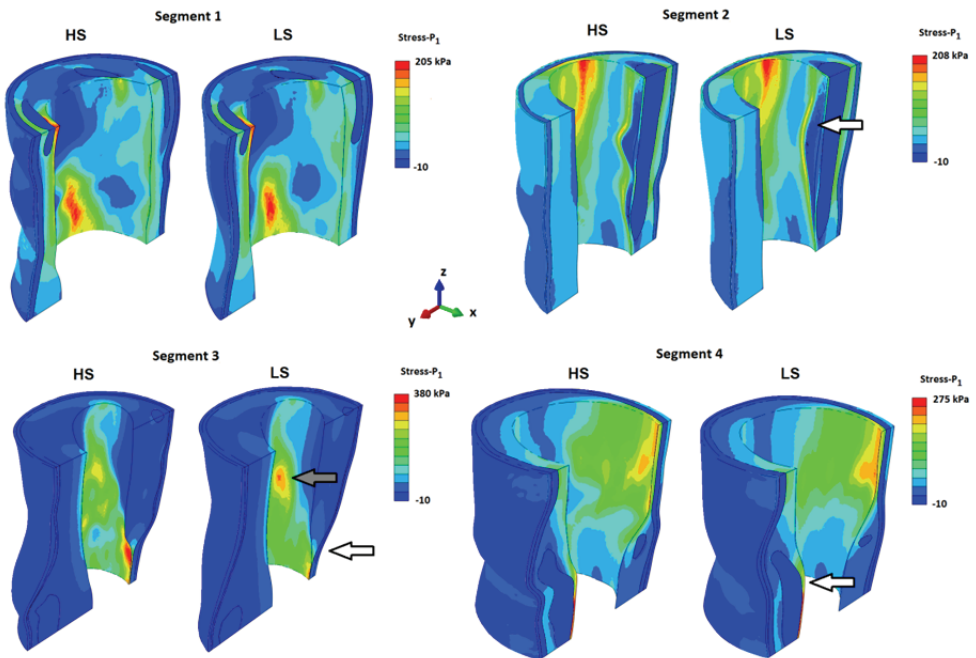 Segment 1
HS
LS
Stress-P1
205 kPa
-10
Segment 2
HS
LS
Stress-P1
208 kPa
-10
z
y
x
Segment 3
HS
LS
Stress-P1
380 kPa
-10
Segment 4
HS
LS
Stress-P1
275 kPa
-10